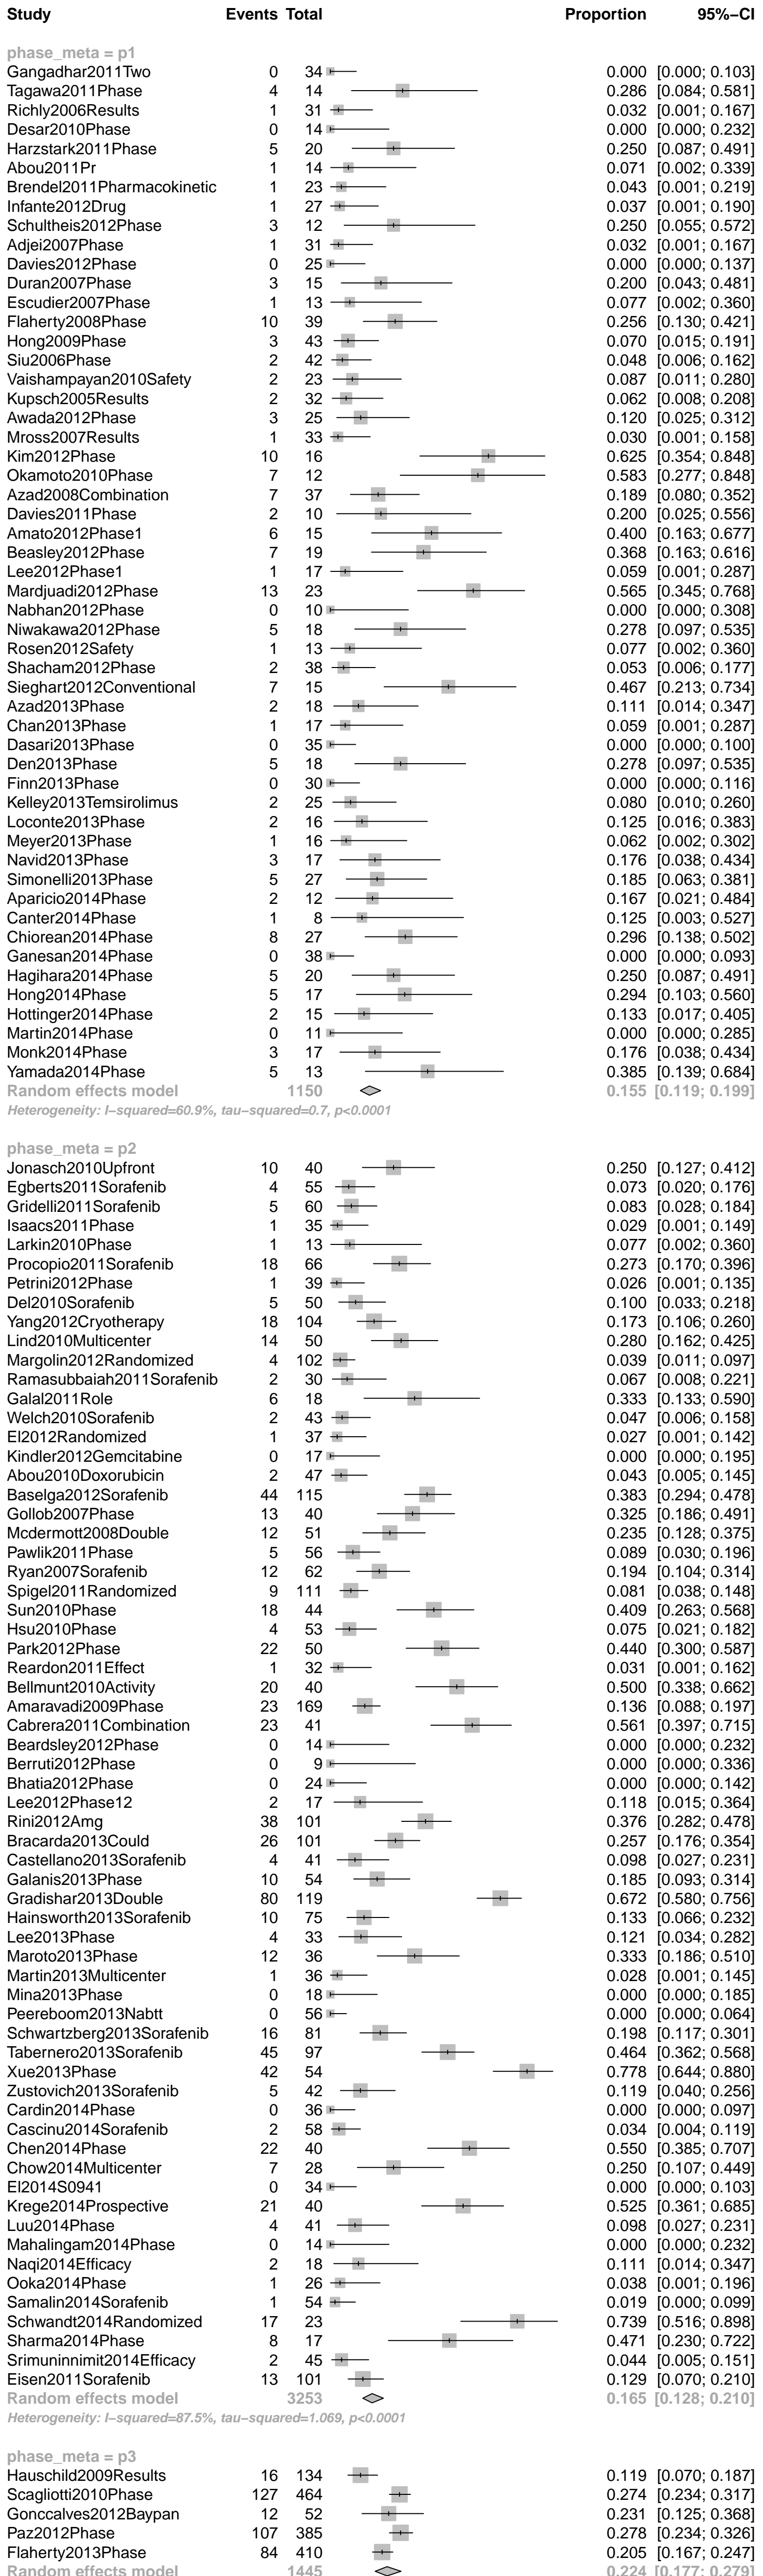 Study Events Total Proportion 95%−CI
phase_meta = p1
Gangadhar2011Two 0 34 0.000 [0.000; 0.103]
Tagawa2011Phase 4 14 0.286 [0.084; 0.581]
Richly2006Results 1 31 0.032 [0.001; 0.167]
Desar2010Phase 0 14 0.000 [0.000; 0.232]
Harzstark2011Phase 5 20 0.250 [0.087; 0.491]
Abou2011Pr 1 14 0.071 [0.002; 0.339]
Brendel2011Pharmacokinetic 1 23 0.043 [0.001; 0.219]
Infante2012Drug 1 27 0.037 [0.001; 0.190]
Schultheis2012Phase 3 12 0.250 [0.055; 0.572]
Adjei2007Phase 1 31 0.032 [0.001; 0.167]
Davies2012Phase 0 25 0.000 [0.000; 0.137]
Duran2007Phase 3 15 0.200 [0.043; 0.481]
Escudier2007Phase 1 13 0.077 [0.002; 0.360]
Flaherty2008Phase 10 39 0.256 [0.130; 0.421]
Hong2009Phase 3 43 0.070 [0.015; 0.191]
Siu2006Phase 2 42 0.048 [0.006; 0.162]
Vaishampayan2010Safety 2 23 0.087 [0.011; 0.280]
Kupsch2005Results 2 32 0.062 [0.008; 0.208]
Awada2012Phase 3 25 0.120 [0.025; 0.312]
Mross2007Results 1 33 0.030 [0.001; 0.158]
Kim2012Phase 10 16 0.625 [0.354; 0.848]
Okamoto2010Phase 7 12 0.583 [0.277; 0.848]
Azad2008Combination 7 37 0.189 [0.080; 0.352]
Davies2011Phase 2 10 0.200 [0.025; 0.556]
Amato2012Phase1 6 15 0.400 [0.163; 0.677]
Beasley2012Phase 7 19 0.368 [0.163; 0.616]
Lee2012Phase1 1 17 0.059 [0.001; 0.287]
Mardjuadi2012Phase 13 23 0.565 [0.345; 0.768]
Nabhan2012Phase 0 10 0.000 [0.000; 0.308]
Niwakawa2012Phase 5 18 0.278 [0.097; 0.535]
Rosen2012Safety 1 13 0.077 [0.002; 0.360]
Shacham2012Phase 2 38 0.053 [0.006; 0.177]
Sieghart2012Conventional 7 15 0.467 [0.213; 0.734]
Azad2013Phase 2 18 0.111 [0.014; 0.347]
Chan2013Phase 1 17 0.059 [0.001; 0.287]
Dasari2013Phase 0 35 0.000 [0.000; 0.100]
Den2013Phase 5 18 0.278 [0.097; 0.535]
Finn2013Phase 0 30 0.000 [0.000; 0.116]
Kelley2013Temsirolimus 2 25 0.080 [0.010; 0.260]
Loconte2013Phase 2 16 0.125 [0.016; 0.383]
Meyer2013Phase 1 16 0.062 [0.002; 0.302]
Navid2013Phase 3 17 0.176 [0.038; 0.434]
Simonelli2013Phase 5 27 0.185 [0.063; 0.381]
Aparicio2014Phase 2 12 0.167 [0.021; 0.484]
Canter2014Phase 1 8 0.125 [0.003; 0.527]
Chiorean2014Phase 8 27 0.296 [0.138; 0.502]
Ganesan2014Phase 0 38 0.000 [0.000; 0.093]
Hagihara2014Phase 5 20 0.250 [0.087; 0.491]
Hong2014Phase 5 17 0.294 [0.103; 0.560]
Hottinger2014Phase 2 15 0.133 [0.017; 0.405]
Martin2014Phase 0 11 0.000 [0.000; 0.285]
Monk2014Phase 3 17 0.176 [0.038; 0.434]
Yamada2014Phase 5 13 0.385 [0.139; 0.684]
Random effects model 1150 0.155 [0.119; 0.199]
Heterogeneity: I−squared=60.9%, tau−squared=0.7, p<0.0001
phase_meta = p2
Jonasch2010Upfront 10 40 0.250 [0.127; 0.412]
Egberts2011Sorafenib 4 55 0.073 [0.020; 0.176]
Gridelli2011Sorafenib 5 60 0.083 [0.028; 0.184]
Isaacs2011Phase 1 35 0.029 [0.001; 0.149]
Larkin2010Phase 1 13 0.077 [0.002; 0.360]
Procopio2011Sorafenib 18 66 0.273 [0.170; 0.396]
Petrini2012Phase 1 39 0.026 [0.001; 0.135]
Del2010Sorafenib 5 50 0.100 [0.033; 0.218]
Yang2012Cryotherapy 18 104 0.173 [0.106; 0.260]
Lind2010Multicenter 14 50 0.280 [0.162; 0.425]
Margolin2012Randomized 4 102 0.039 [0.011; 0.097]
Ramasubbaiah2011Sorafenib 2 30 0.067 [0.008; 0.221]
Galal2011Role 6 18 0.333 [0.133; 0.590]
Welch2010Sorafenib 2 43 0.047 [0.006; 0.158]
El2012Randomized 1 37 0.027 [0.001; 0.142]
Kindler2012Gemcitabine 0 17 0.000 [0.000; 0.195]
Abou2010Doxorubicin 2 47 0.043 [0.005; 0.145]
Baselga2012Sorafenib 44 115 0.383 [0.294; 0.478]
Gollob2007Phase 13 40 0.325 [0.186; 0.491]
Mcdermott2008Double 12 51 0.235 [0.128; 0.375]
Pawlik2011Phase 5 56 0.089 [0.030; 0.196]
Ryan2007Sorafenib 12 62 0.194 [0.104; 0.314]
Spigel2011Randomized 9 111 0.081 [0.038; 0.148]
Sun2010Phase 18 44 0.409 [0.263; 0.568]
Hsu2010Phase 4 53 0.075 [0.021; 0.182]
Park2012Phase 22 50 0.440 [0.300; 0.587]
Reardon2011Effect 1 32 0.031 [0.001; 0.162]
Bellmunt2010Activity 20 40 0.500 [0.338; 0.662]
Amaravadi2009Phase 23 169 0.136 [0.088; 0.197]
Cabrera2011Combination 23 41 0.561 [0.397; 0.715]
Beardsley2012Phase 0 14 0.000 [0.000; 0.232]
Berruti2012Phase 0 9 0.000 [0.000; 0.336]
Bhatia2012Phase 0 24 0.000 [0.000; 0.142]
Lee2012Phase12 2 17 0.118 [0.015; 0.364]
Rini2012Amg 38 101 0.376 [0.282; 0.478]
Bracarda2013Could 26 101 0.257 [0.176; 0.354]
Castellano2013Sorafenib 4 41 0.098 [0.027; 0.231]
Galanis2013Phase 10 54 0.185 [0.093; 0.314]
Gradishar2013Double 80 119 0.672 [0.580; 0.756]
Hainsworth2013Sorafenib 10 75 0.133 [0.066; 0.232]
Lee2013Phase 4 33 0.121 [0.034; 0.282]
Maroto2013Phase 12 36 0.333 [0.186; 0.510]
Martin2013Multicenter 1 36 0.028 [0.001; 0.145]
Mina2013Phase 0 18 0.000 [0.000; 0.185]
Peereboom2013Nabtt 0 56 0.000 [0.000; 0.064]
Schwartzberg2013Sorafenib 16 81 0.198 [0.117; 0.301]
Tabernero2013Sorafenib 45 97 0.464 [0.362; 0.568]
Xue2013Phase 42 54 0.778 [0.644; 0.880]
Zustovich2013Sorafenib 5 42 0.119 [0.040; 0.256]
Cardin2014Phase 0 36 0.000 [0.000; 0.097]
Cascinu2014Sorafenib 2 58 0.034 [0.004; 0.119]
Chen2014Phase 22 40 0.550 [0.385; 0.707]
Chow2014Multicenter 7 28 0.250 [0.107; 0.449]
El2014S0941 0 34 0.000 [0.000; 0.103]
Krege2014Prospective 21 40 0.525 [0.361; 0.685]
Luu2014Phase 4 41 0.098 [0.027; 0.231]
Mahalingam2014Phase 0 14 0.000 [0.000; 0.232]
Naqi2014Efficacy 2 18 0.111 [0.014; 0.347]
Ooka2014Phase 1 26 0.038 [0.001; 0.196]
Samalin2014Sorafenib 1 54 0.019 [0.000; 0.099]
Schwandt2014Randomized 17 23 0.739 [0.516; 0.898]
Sharma2014Phase 8 17 0.471 [0.230; 0.722]
Srimuninnimit2014Efficacy 2 45 0.044 [0.005; 0.151]
Eisen2011Sorafenib 13 101 0.129 [0.070; 0.210]
Random effects model 3253 0.165 [0.128; 0.210]
Heterogeneity: I−squared=87.5%, tau−squared=1.069, p<0.0001
phase_meta = p3
Hauschild2009Results 16 134 0.119 [0.070; 0.187]
Scagliotti2010Phase 127 464 0.274 [0.234; 0.317]
Gonccalves2012Baypan 12 52 0.231 [0.125; 0.368]
Paz2012Phase 107 385 0.278 [0.234; 0.326]
Flaherty2013Phase 84 410 0.205 [0.167; 0.247]
Random effects model 1445 0.224 [0.177; 0.279]